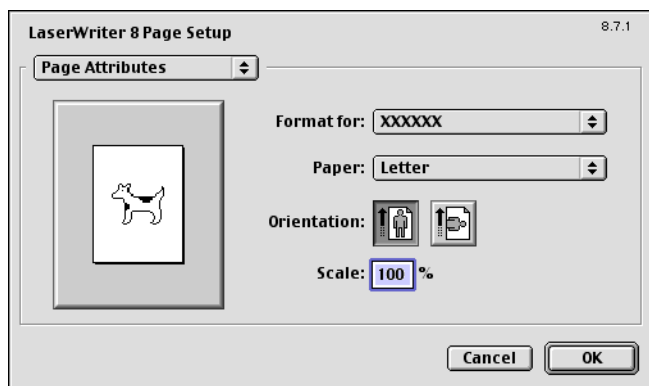 LaserWriter 8 Page Setup 8.7.1
Page Attributes
Format for: XXXXXX
Paper: Letter
Orientation:
Scale: 100 %
Cancel OK